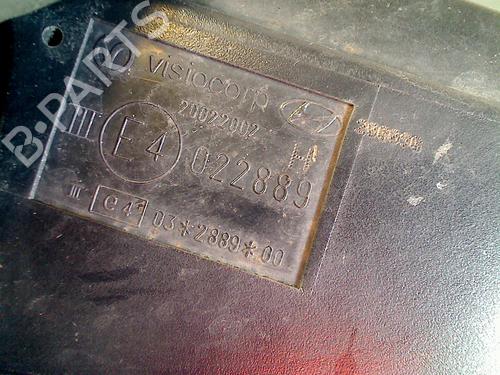 B-PARTS
visiocorp
20022002
III E4 022889 H
III e4 03*2889*00